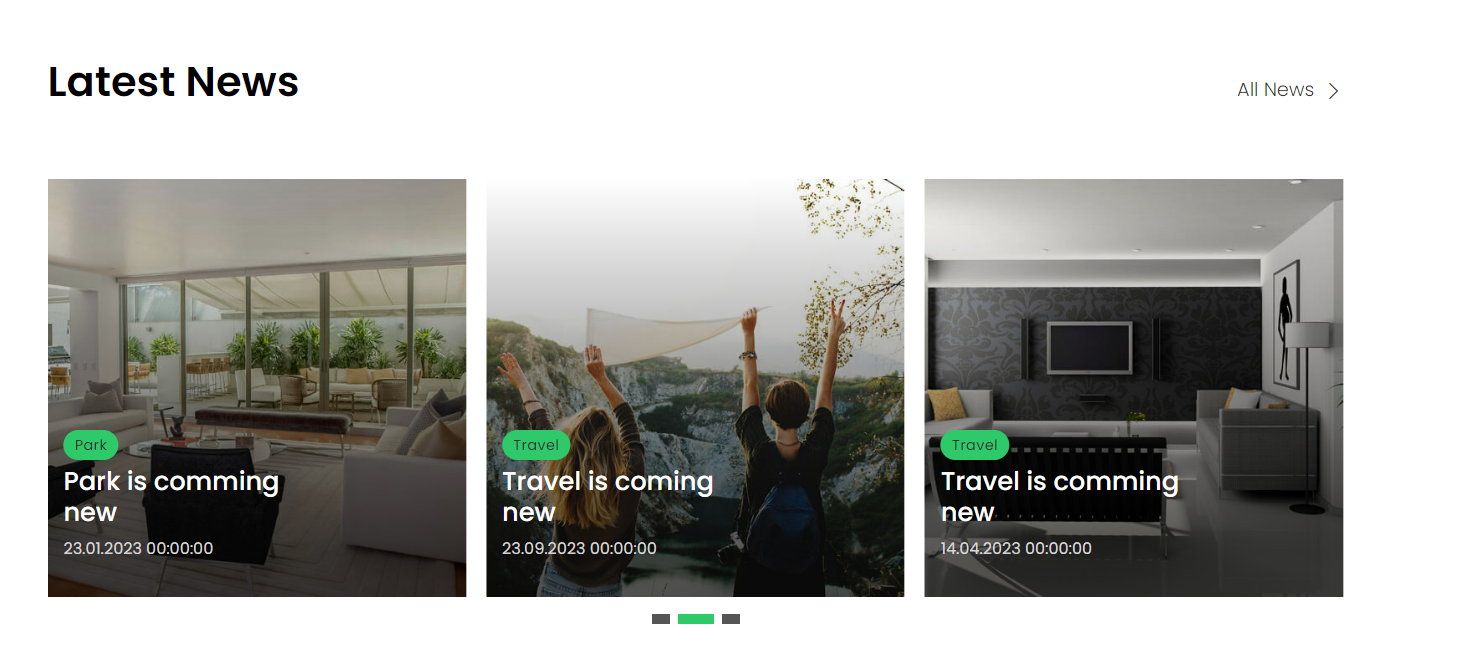 Latest News
All News
Park
Park is comming
new
23.01.2023 00:00:00
Travel
Travel is coming
new
23.09.2023 00:00:00
Travel
Travel is comming
new
14.04.2023 00:00:00